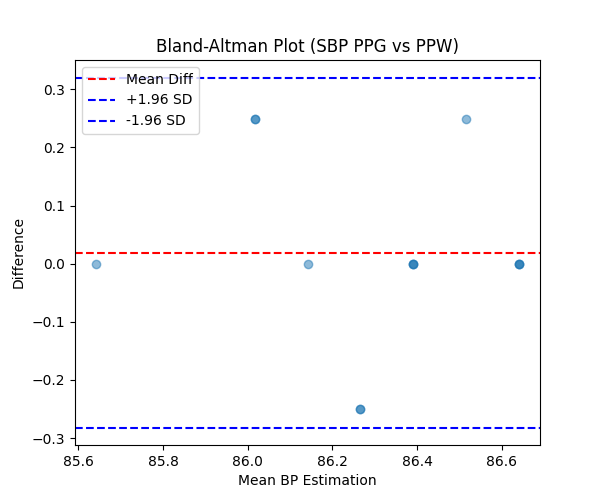 Bland-Altman Plot (SBP PPG vs PPW)
Mean Diff
+1.96 SD
-1.96 SD
0.3
0.2
0.1
0.0
−0.1
−0.2
−0.3
Difference
85.6 85.8 86.0 86.2 86.4 86.6
Mean BP Estimation